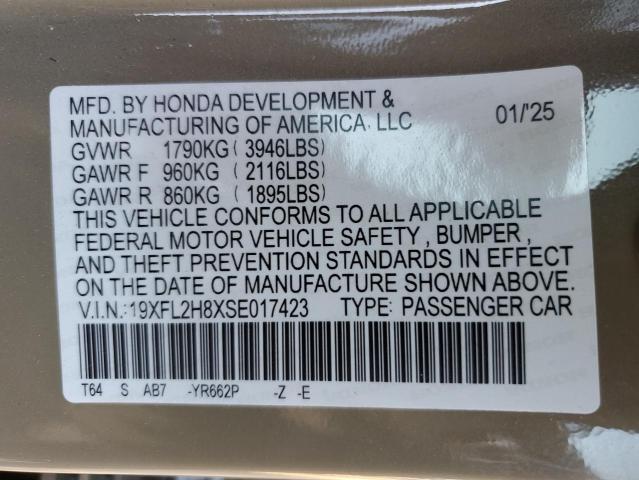 MFD. BY HONDA DEVELOPMENT &
MANUFACTURING OF AMERICA, LLC 01/'25
GVWR 1790KG ( 3946LBS )
GAWR F 960KG ( 2116LBS )
GAWR R 860KG ( 1895LBS )
THIS VEHICLE CONFORMS TO ALL APPLICABLE
FEDERAL MOTOR VEHICLE SAFETY , BUMPER ,
AND THEFT PREVENTION STANDARDS IN EFFECT
ON THE DATE OF MANUFACTURE SHOWN ABOVE.
V.I.N.:19XFL2H8XSE017423 TYPE: PASSENGER CAR
T64 S AB7 -YR662P -Z -E